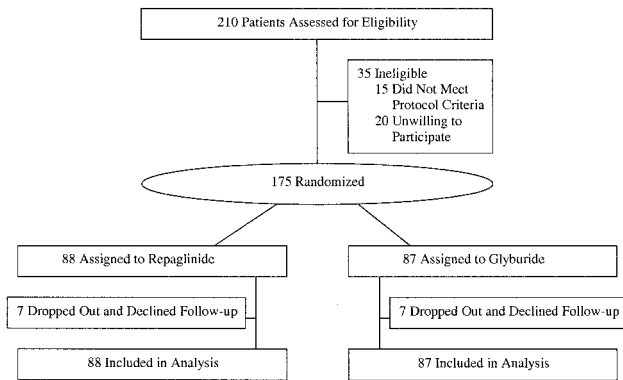 210 Patients Assessed for Eligibility
35 Ineligible
15 Did Not Meet
Protocol Criteria
20 Unwilling to
Participate
175 Randomized
88 Assigned to Repaglinide
87 Assigned to Glyburide
7 Dropped Out and Declined Follow-up
7 Dropped Out and Declined Follow-up
88 Included in Analysis
87 Included in Analysis